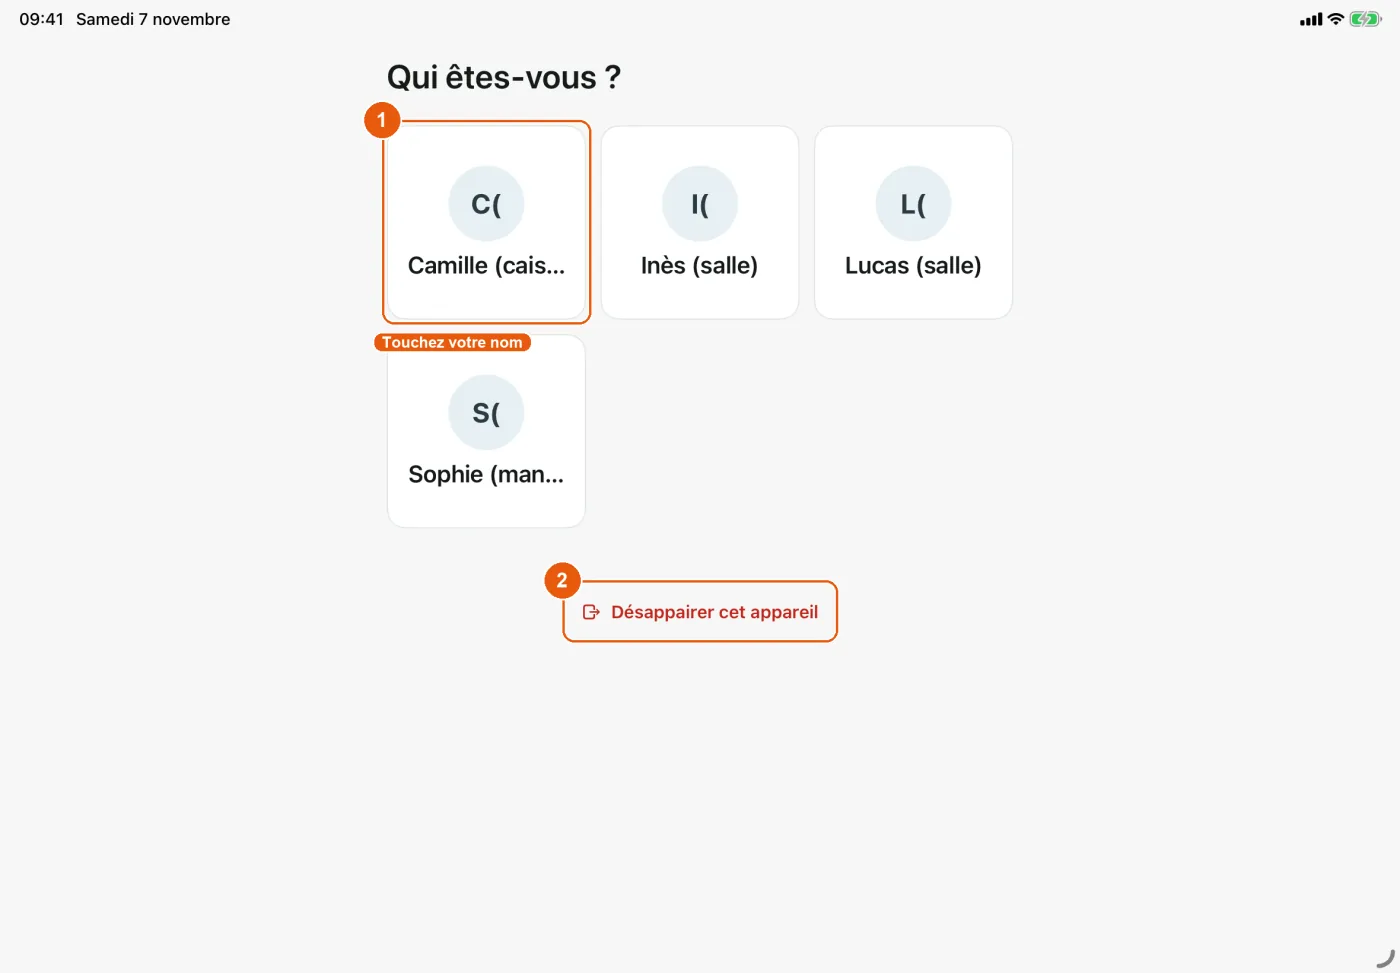 09:41 Samedi 7 novembre
Qui êtes-vous ?
1
C(
Camille (cais...
I(
Inès (salle)
L(
Lucas (salle)
Touchez votre nom
S(
Sophie (man...
2
Désappairer cet appareil